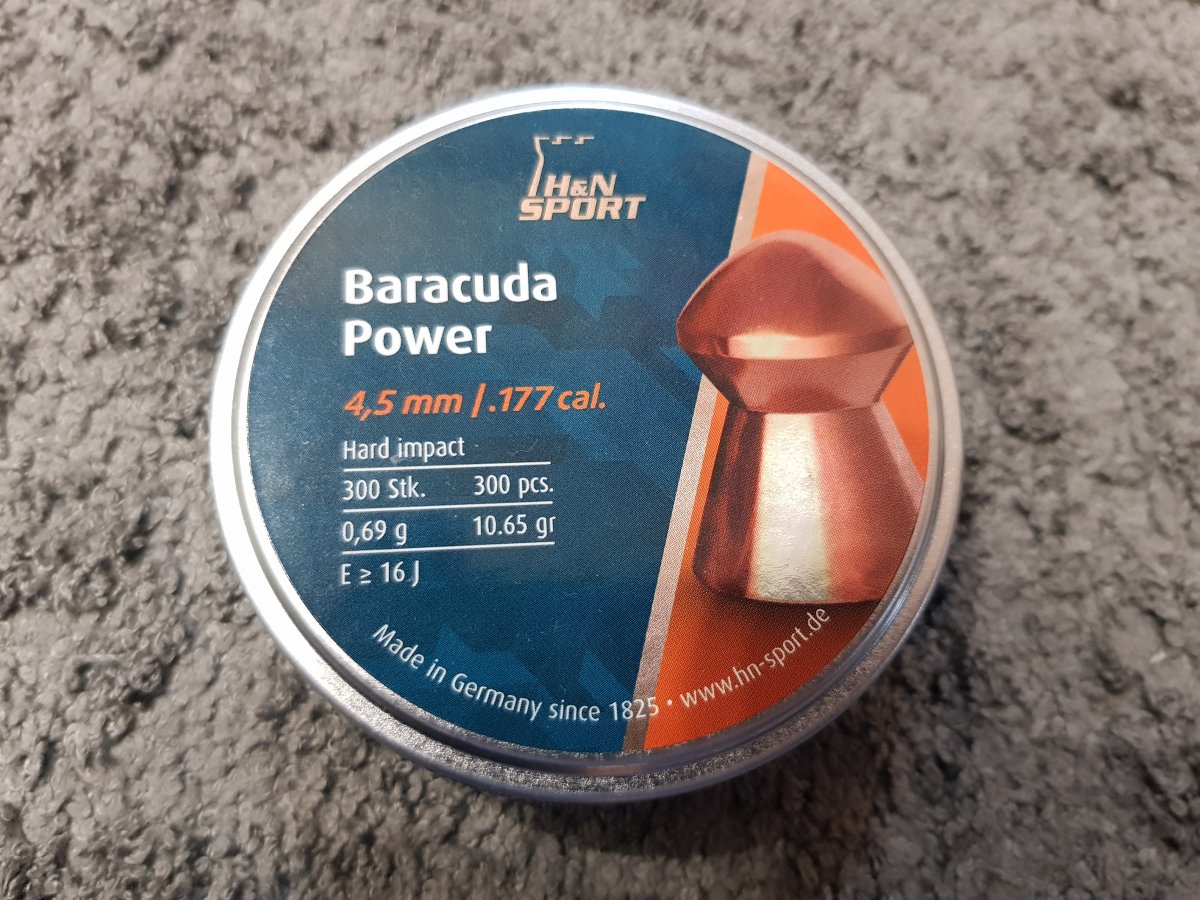 H&N
SPORT
Baracuda
Power
4,5 mm | .177 cal.
Hard impact
300 Stk. 300 pcs.
0,69 g 10.65 gr
E ≥ 16 J
Made in Germany since 1825 • www.hn-sport.de